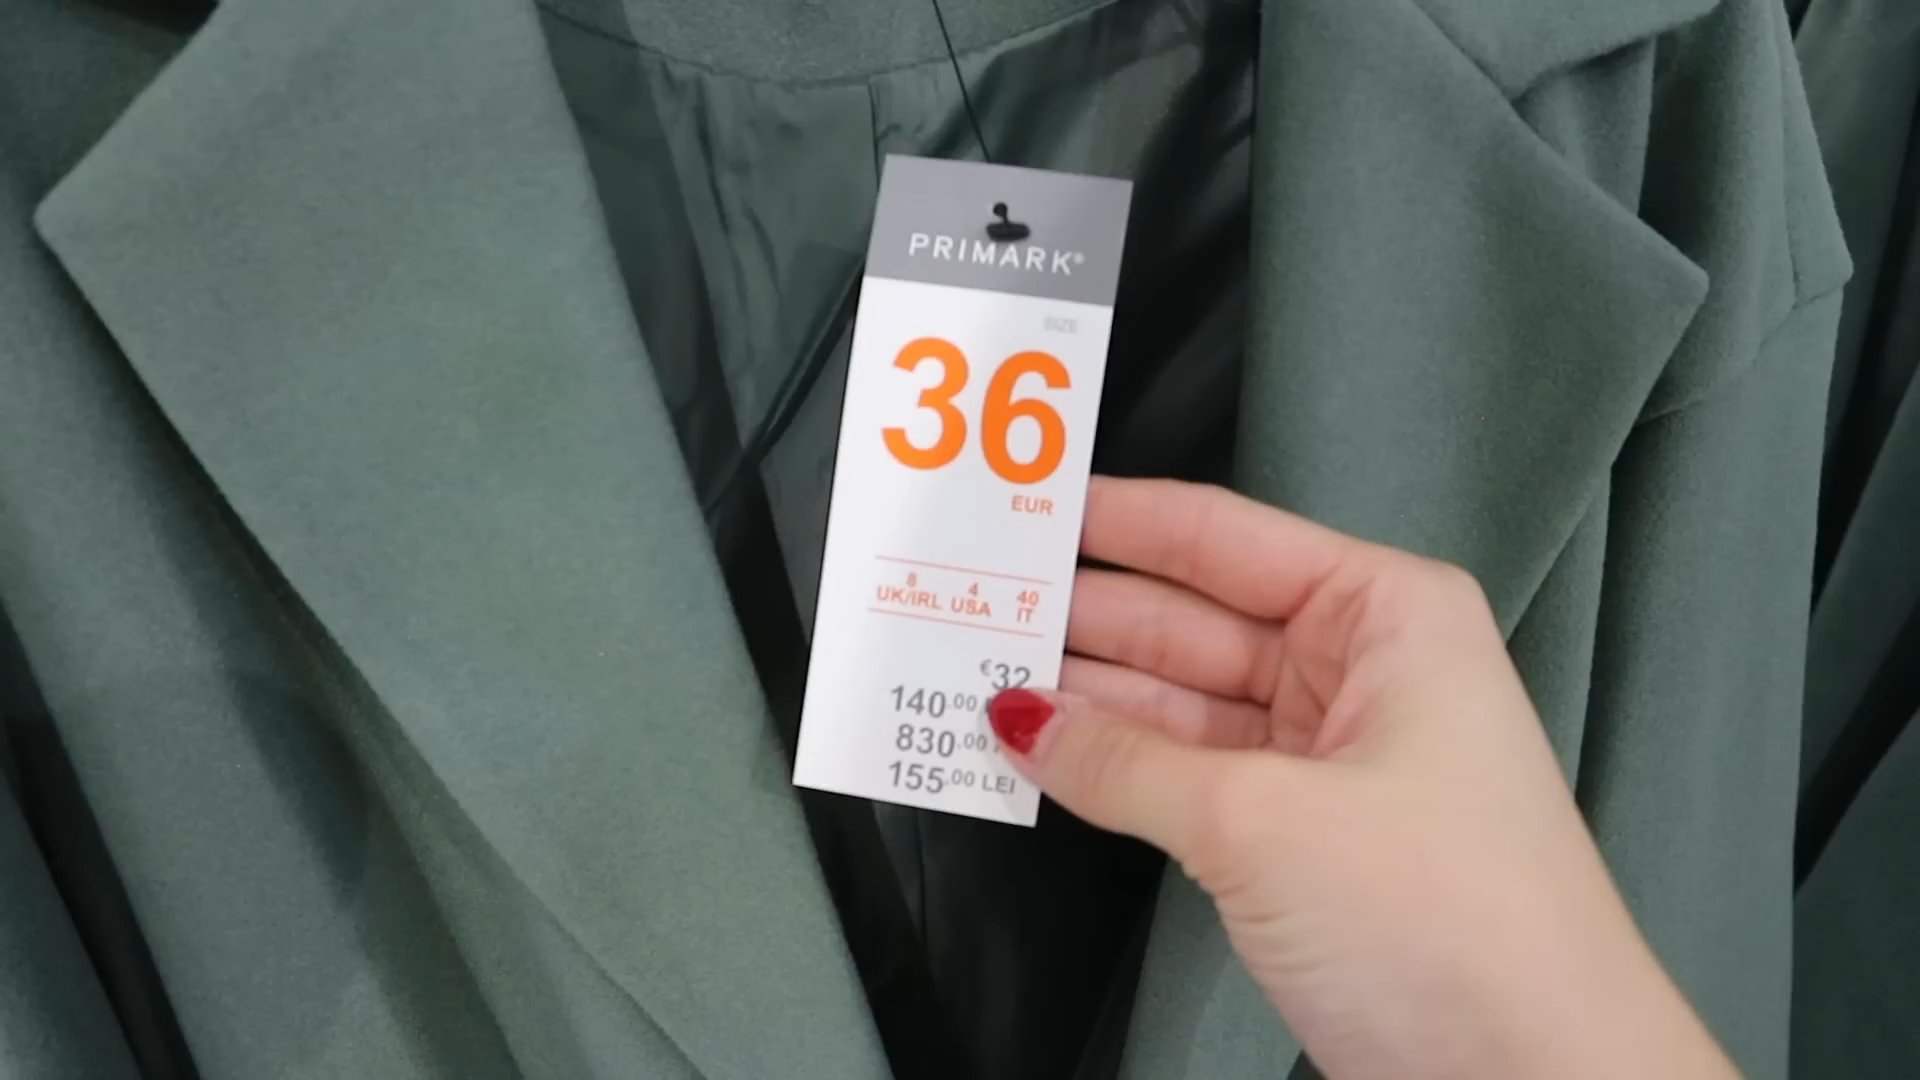 PRIMARK®
SIZE
36
EUR
8 4 40
UK/IRL USA IT
€32
140.00
830.00
155.00 LEI